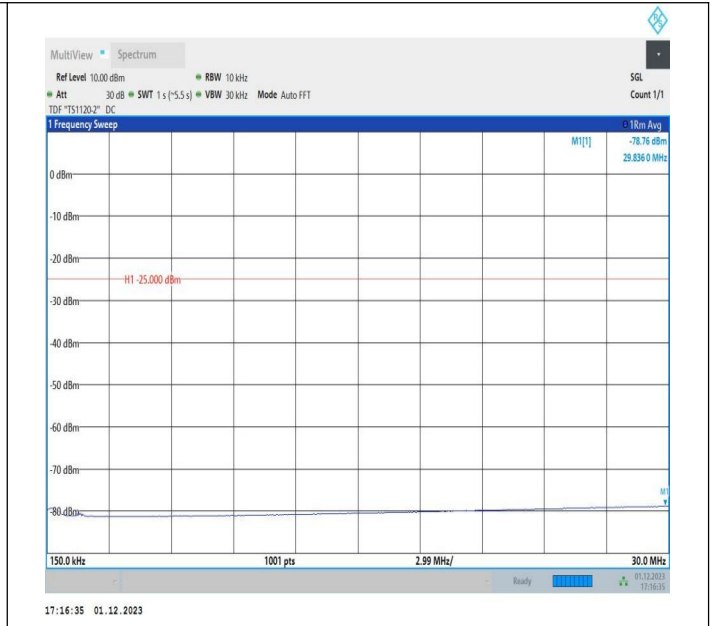 R S
MultiView Spectrum
Ref Level 10.00 dBm RBW 10 kHz SGL
Att 30 dB SWT 1 s (~5.5 s) VBW 30 kHz Mode Auto FFT Count 1/1
TDF "TS1120-2" DC
1 Frequency Sweep 1Rm Avg
M1[1] -78.76 dBm
29.836 0 MHz
0 dBm
-10 dBm
-20 dBm
H1 -25.000 dBm
-30 dBm
-40 dBm
-50 dBm
-60 dBm
-70 dBm
M1
-80 dBm
150.0 kHz 1001 pts 2.99 MHz/ 30.0 MHz
Ready 01.12.2023
17:16:35
17:16:35 01.12.2023